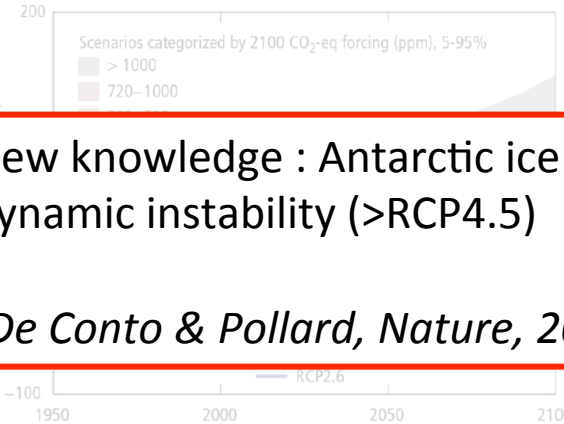 200
Scenarios categorized by 2100 CO₂-eq forcing (ppm), 5-95%
> 1000
720–1000
ew knowledge : Antarctic ice
ynamic instability (>RCP4.5)
De Conto & Pollard, Nature, 20
RCP2.6
–100
1950 2000 2050 210